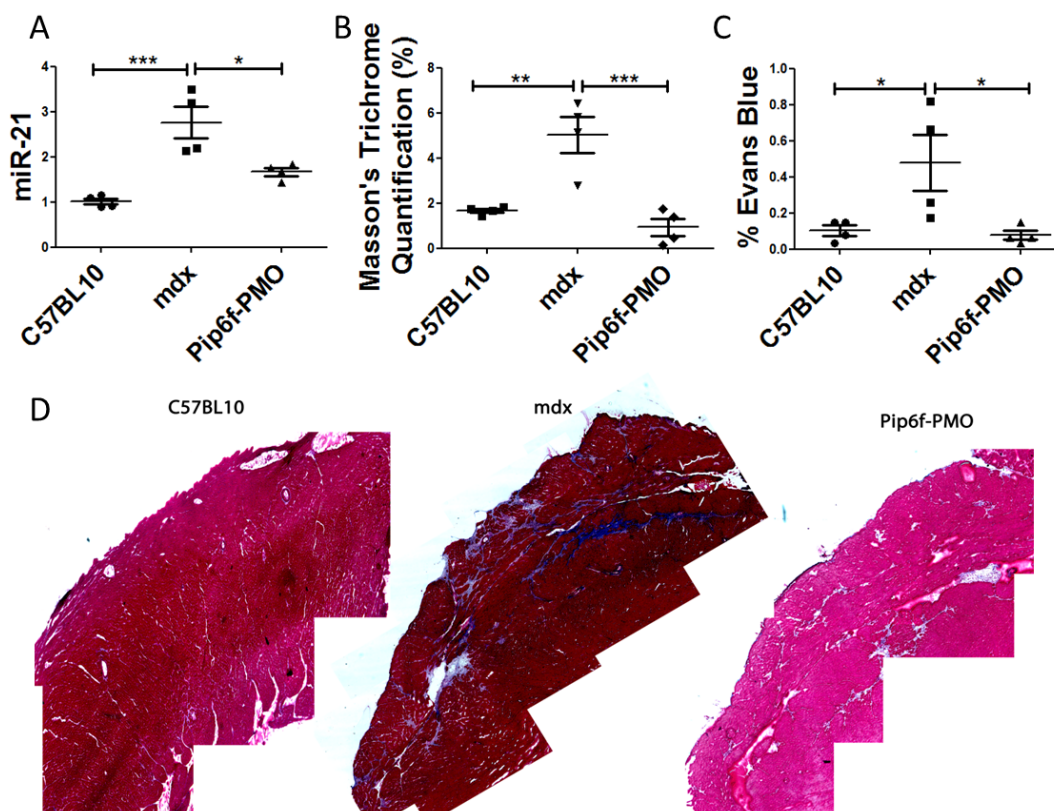 A
***
*
miR-21
4
3
2
1
0
C57BL10
mdx
Pip6f-PMO
B
**
***
Masson's Trichrome
Quantification (%)
8
6
4
2
0
C57BL10
mdx
Pip6f-PMO
C
*
*
% Evans Blue
1.0
0.8
0.6
0.4
0.2
0.0
C57BL10
mdx
Pip6f-PMO
D
C57BL10
mdx
Pip6f-PMO